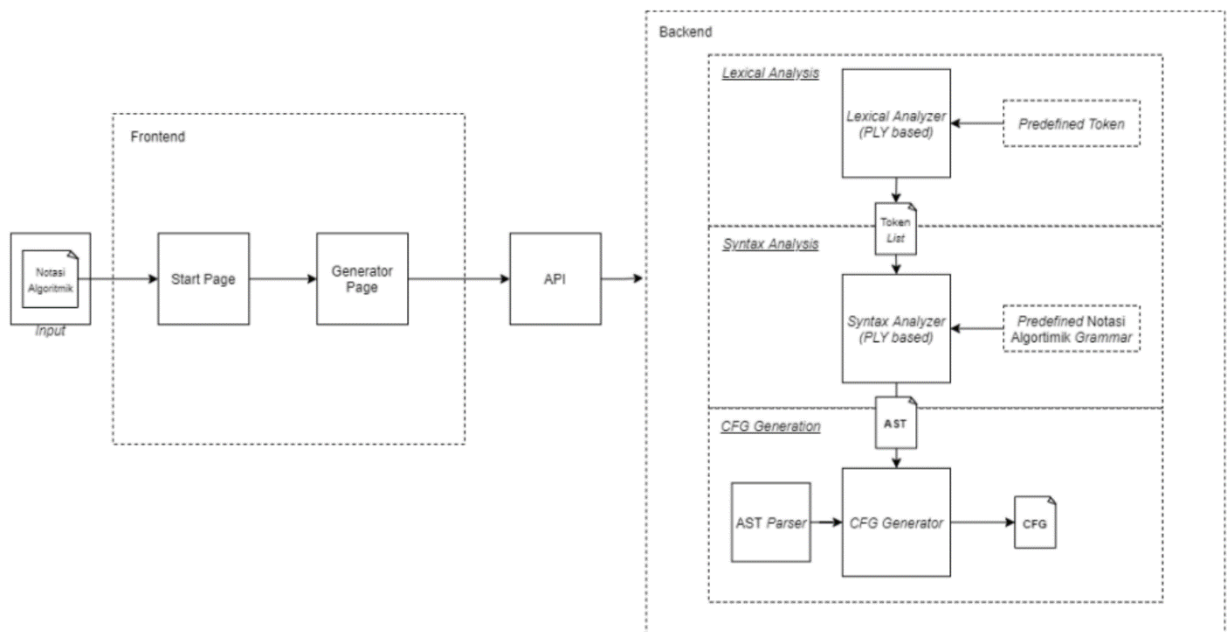 Backend
Lexical Analysis
Lexical Analyzer
(PLY based)
Predefined Token
Frontend
Token
List
Syntax Analysis
Notasi
Algoritmik
Input
Start Page
Generator
Page
API
Syntax Analyzer
(PLY based)
Predefined Notasi
Algortimik Grammar
AST
CFG Generation
AST Parser
CFG Generator
CFG